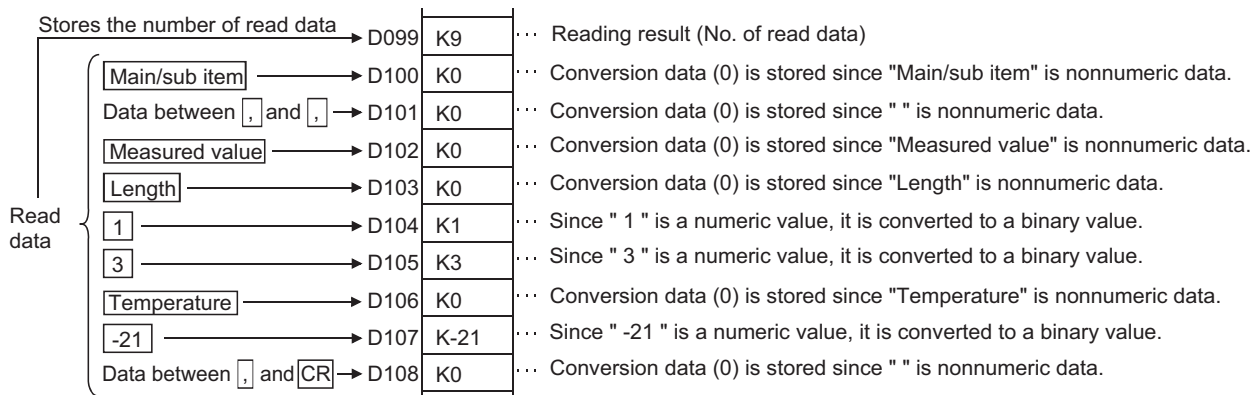 Stores the number of read data D099 K9 ··· Reading result (No. of read data)
Main/sub item D100 K0 ··· Conversion data (0) is stored since "Main/sub item" is nonnumeric data.
Data between , and , D101 K0 ··· Conversion data (0) is stored since " " is nonnumeric data.
Measured value D102 K0 ··· Conversion data (0) is stored since "Measured value" is nonnumeric data.
Length D103 K0 ··· Conversion data (0) is stored since "Length" is nonnumeric data.
Read data
1 D104 K1 ··· Since " 1 " is a numeric value, it is converted to a binary value.
3 D105 K3 ··· Since " 3 " is a numeric value, it is converted to a binary value.
Temperature D106 K0 ··· Conversion data (0) is stored since "Temperature" is nonnumeric data.
-21 D107 K-21 ··· Since " -21 " is a numeric value, it is converted to a binary value.
Data between , and CR D108 K0 ··· Conversion data (0) is stored since " " is nonnumeric data.